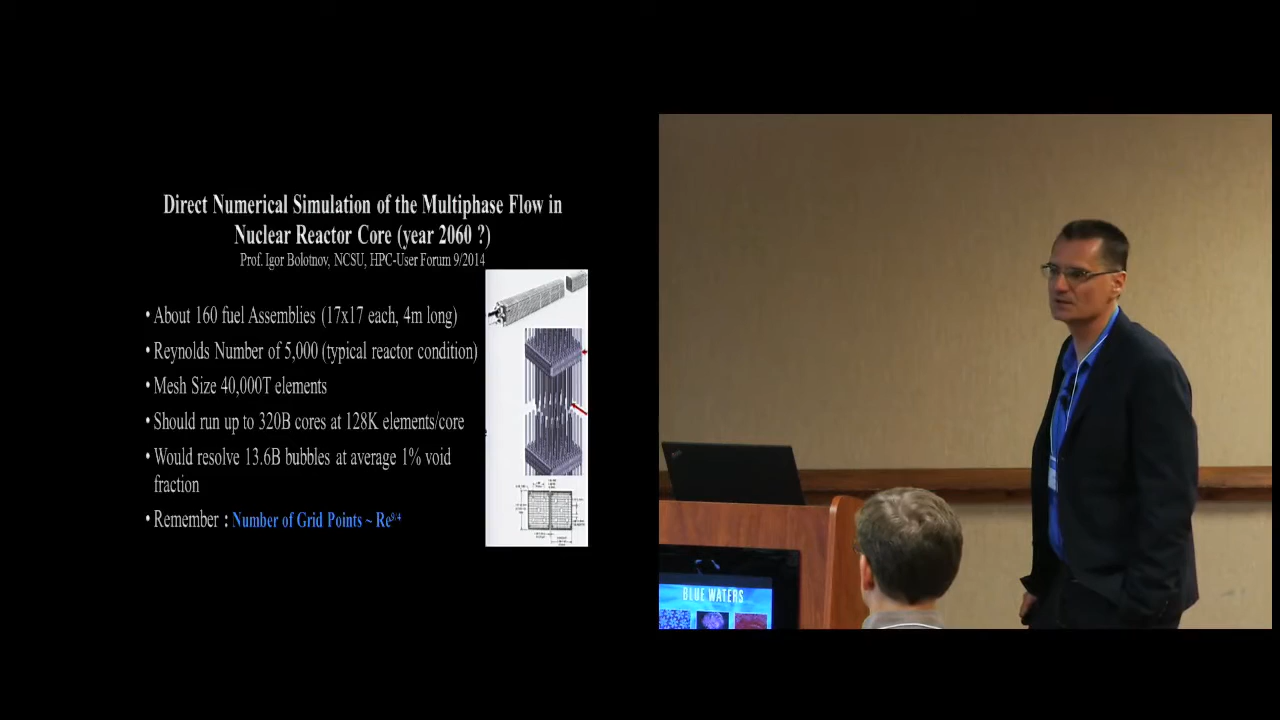 Direct Numerical Simulation of the Multiphase Flow in
Nuclear Reactor Core (year 2060 ?)
Prof. Igor Bolotnov, NCSU, HPC-User Forum 9/2014
• About 160 fuel Assemblies (17x17 each, 4m long)
• Reynolds Number of 5,000 (typical reactor condition)
• Mesh Size 40,000T elements
• Should run up to 320B cores at 128K elements/core
• Would resolve 13.6B bubbles at average 1% void
fraction
• Remember : Number of Grid Points ~ Re9/4
BLUE WATERS